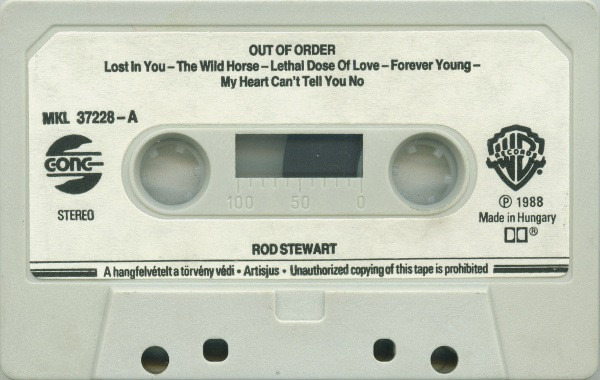 OUT OF ORDER
Lost In You – The Wild Horse – Lethal Dose Of Love – Forever Young –
My Heart Can't Tell You No
MKL 37228 – A
GONG
STEREO
100 50 0
RECORDS
℗ 1988
Made in Hungary
®
ROD STEWART
A hangfelvételt a törvény védi • Artisjus • Unauthorized copying of this tape is prohibited